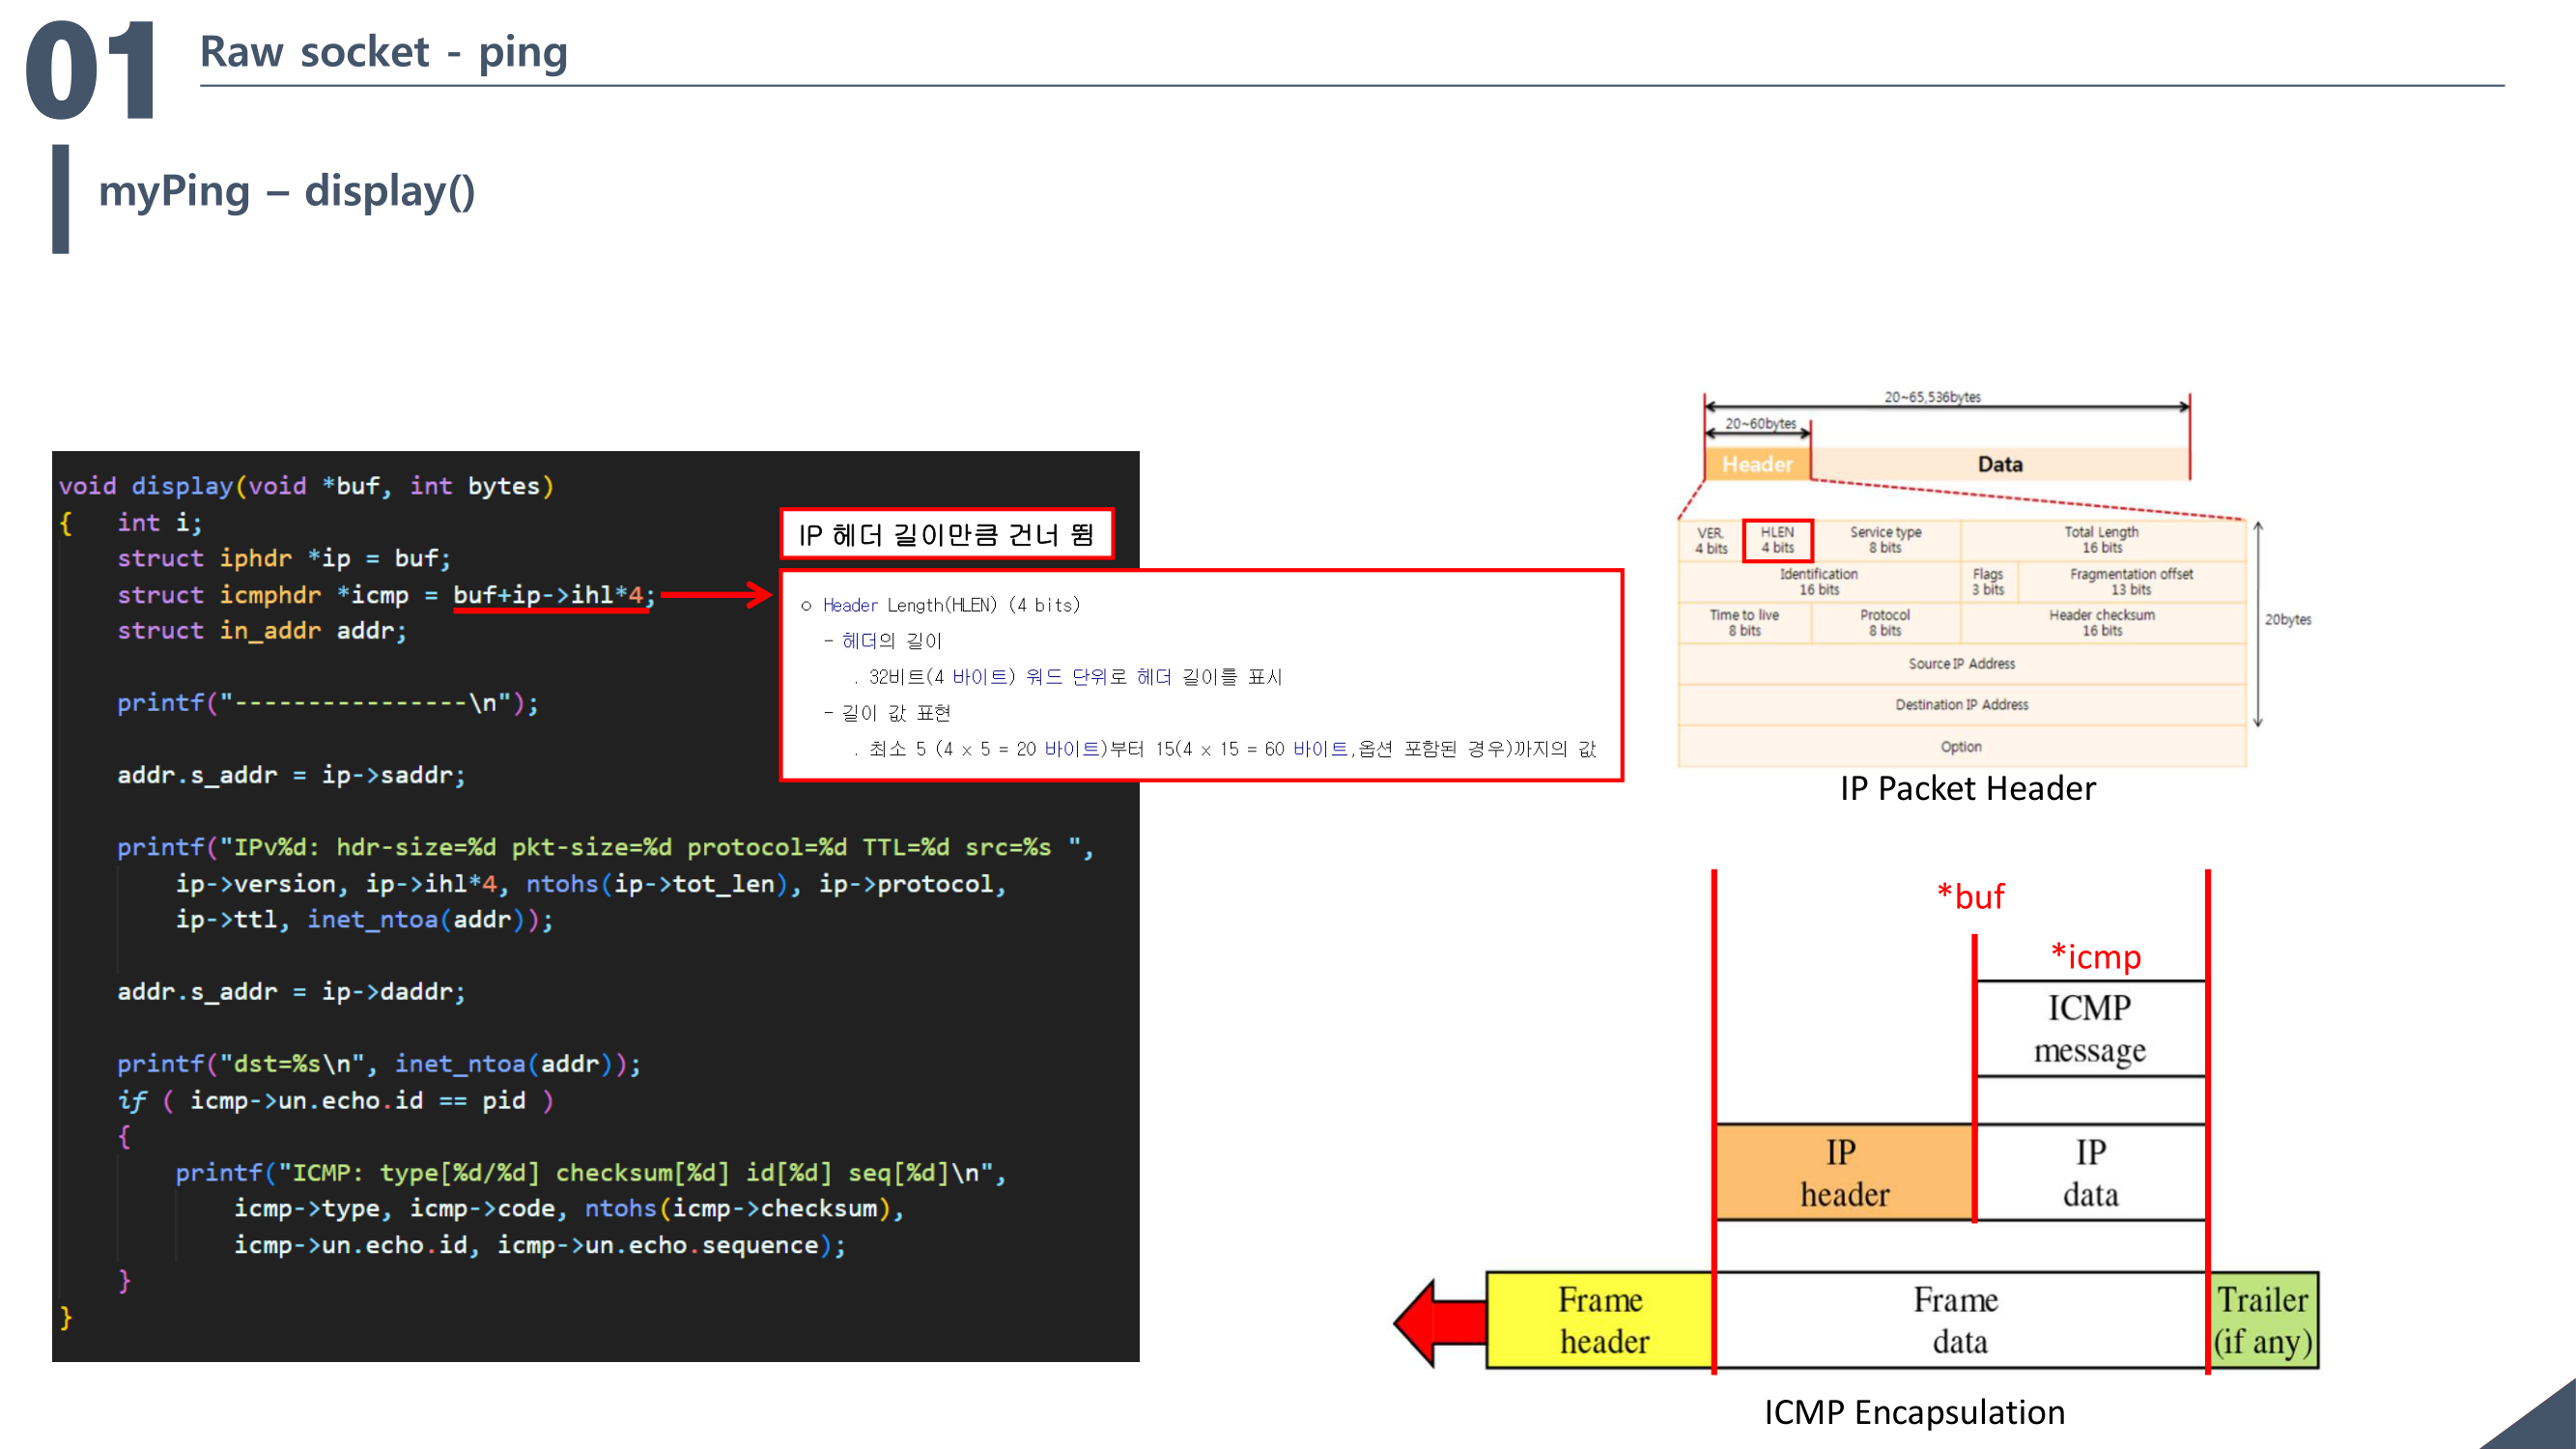 01
Raw socket - ping
myPing – display()
void display(void *buf, int bytes)
{   int i;
    struct iphdr *ip = buf;
    struct icmphdr *icmp = buf+ip->ihl*4;
    struct in_addr addr;
    printf("----------------\n");
    addr.s_addr = ip->saddr;
    printf("IPv%d: hdr-size=%d pkt-size=%d protocol=%d TTL=%d src=%s ",
        ip->version, ip->ihl*4, ntohs(ip->tot_len), ip->protocol,
        ip->ttl, inet_ntoa(addr));
    addr.s_addr = ip->daddr;
    printf("dst=%s\n", inet_ntoa(addr));
    if ( icmp->un.echo.id == pid )
    {
        printf("ICMP: type[%d/%d] checksum[%d] id[%d] seq[%d]\n",
            icmp->type, icmp->code, ntohs(icmp->checksum),
            icmp->un.echo.id, icmp->un.echo.sequence);
    }
}
IP 헤더 길이만큼 건너 뜀
○ Header Length(HLEN) (4 bits)
- 헤더의 길이
. 32비트(4 바이트) 워드 단위로 헤더 길이를 표시
- 길이 값 표현
. 최소 5 (4 x 5 = 20 바이트)부터 15(4 x 15 = 60 바이트,옵션 포함된 경우)까지의 값
20~65,536bytes
20~60bytes
Header
Data
VER.
4 bits
HLEN
4 bits
Service type
8 bits
Total Length
16 bits
Identification
16 bits
Flags
3 bits
Fragmentation offset
13 bits
Time to live
8 bits
Protocol
8 bits
Header checksum
16 bits
20bytes
Source IP Address
Destination IP Address
Option
IP Packet Header
*buf
*icmp
ICMP
message
IP
header
IP
data
Frame
header
Frame
data
Trailer
(if any)
ICMP Encapsulation